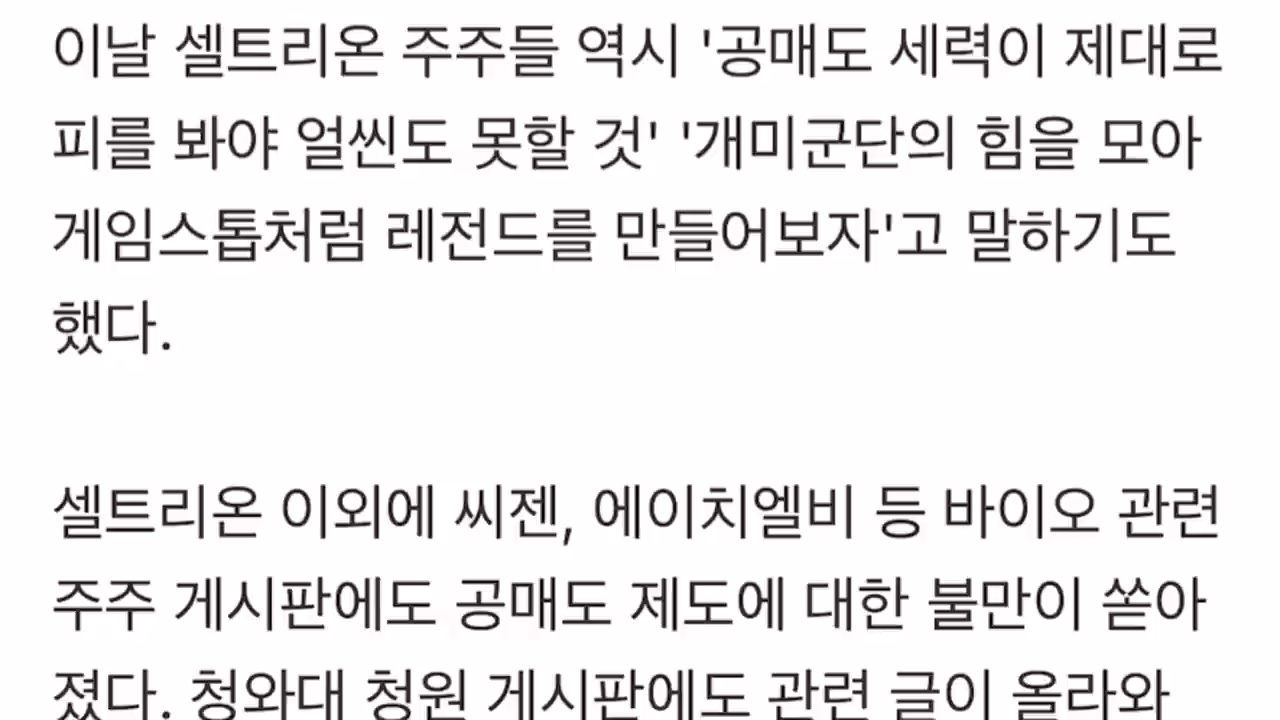 이날 셀트리온 주주들 역시 '공매도 세력이 제대로
피를 봐야 얼씬도 못할 것' '개미군단의 힘을 모아
게임스톱처럼 레전드를 만들어보자'고 말하기도
했다.
셀트리온 이외에 씨젠, 에이치엘비 등 바이오 관련
주주 게시판에도 공매도 제도에 대한 불만이 쏟아
졌다. 청와대 청원 게시판에도 관련 글이 올라와